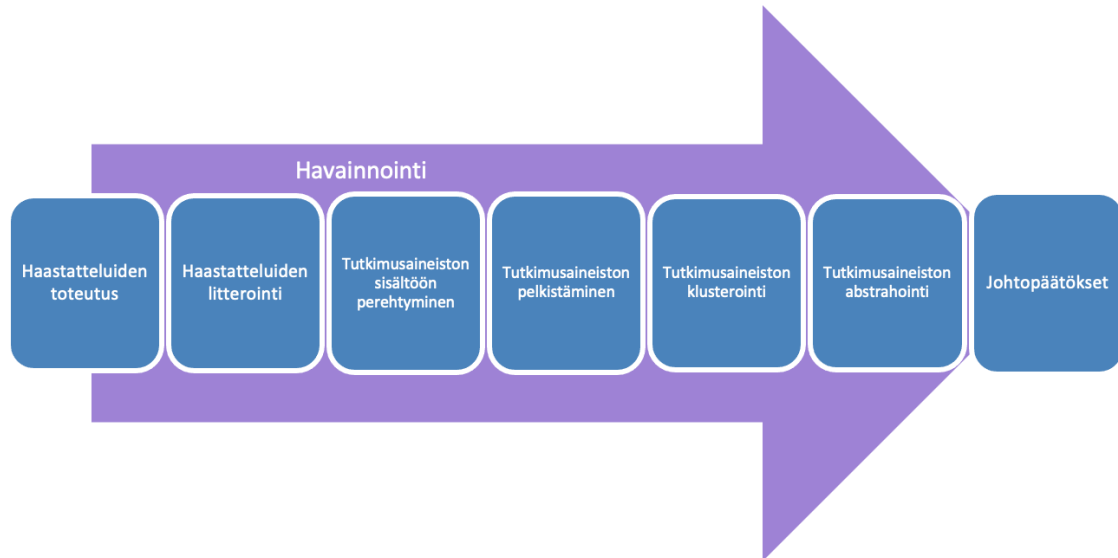 Havainnointi
Haastatteluiden
toteutus
Haastatteluiden
litterointi
Tutkimusaineiston
sisältöön
perehtyminen
Tutkimusaineiston
pelkistäminen
Tutkimusaineiston
klusterointi
Tutkimusaineiston
abstrahointi
Johtopäätökset